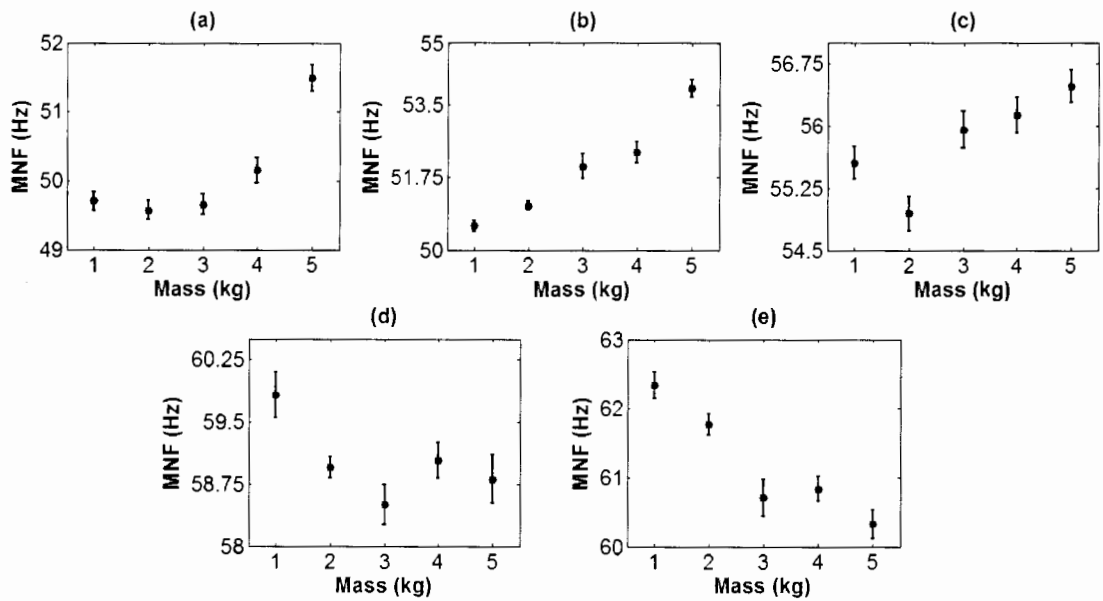 (a)
MNF (Hz)
52
51
50
49
1 2 3 4 5
Mass (kg)
(b)
MNF (Hz)
55
53.5
51.75
50
1 2 3 4 5
Mass (kg)
(c)
MNF (Hz)
56.75
56
55.25
54.5
1 2 3 4 5
Mass (kg)
(d)
MNF (Hz)
60.25
59.5
58.75
58
1 2 3 4 5
Mass (kg)
(e)
MNF (Hz)
63
62
61
60
1 2 3 4 5
Mass (kg)